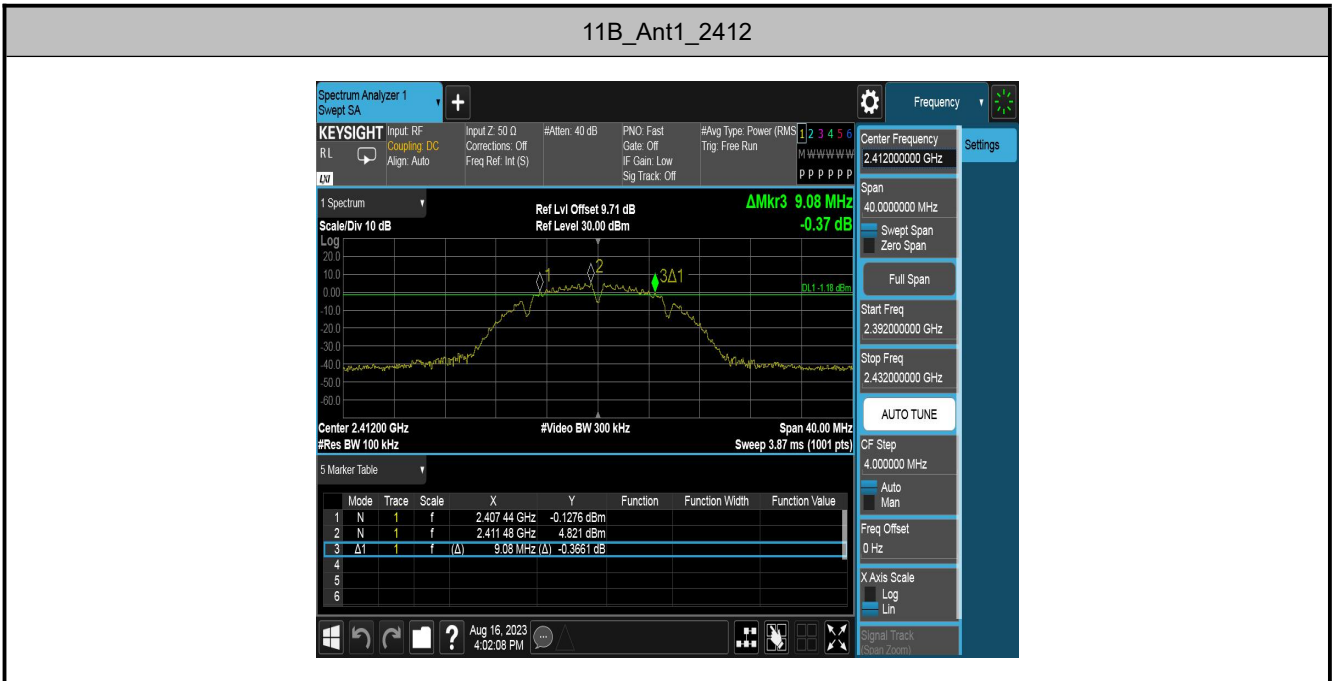 11B_Ant1_2412
Spectrum Analyzer 1
Swept SA
+
Frequency
KEYSIGHT
RL
LXI
Input: RF
Coupling: DC
Align: Auto
Input Z: 50 Ω
Corrections: Off
Freq Ref: Int (S)
#Atten: 40 dB
PNO: Fast
Gate: Off
IF Gain: Low
Sig Track: Off
#Avg Type: Power (RMS
Trig: Free Run
1 2 3 4 5 6
M W W W W W
P P P P P P
Center Frequency
2.412000000 GHz
Settings
Span
40.0000000 MHz
Swept Span
Zero Span
Full Span
Start Freq
2.392000000 GHz
Stop Freq
2.432000000 GHz
AUTO TUNE
CF Step
4.000000 MHz
Auto
Man
Freq Offset
0 Hz
X Axis Scale
Log
Lin
Signal Track
(Span Zoom)
1 Spectrum
Scale/Div 10 dB
Ref Lvl Offset 9.71 dB
Ref Level 30.00 dBm
ΔMkr3 9.08 MHz
-0.37 dB
Log
20.0
10.0
0.00
-10.0
-20.0
-30.0
-40.0
-50.0
-60.0
1
2
3Δ1
DL1 -1.18 dBm
Center 2.41200 GHz
#Video BW 300 kHz
Span 40.00 MHz
#Res BW 100 kHz
Sweep 3.87 ms (1001 pts)
5 Marker Table
Mode Trace Scale X Y Function Function Width Function Value
1 N 1 f 2.407 44 GHz -0.1276 dBm
2 N 1 f 2.411 48 GHz 4.821 dBm
3 Δ1 1 f (Δ) 9.08 MHz (Δ) -0.3661 dB
4
5
6
?
Aug 16, 2023
4:02:08 PM